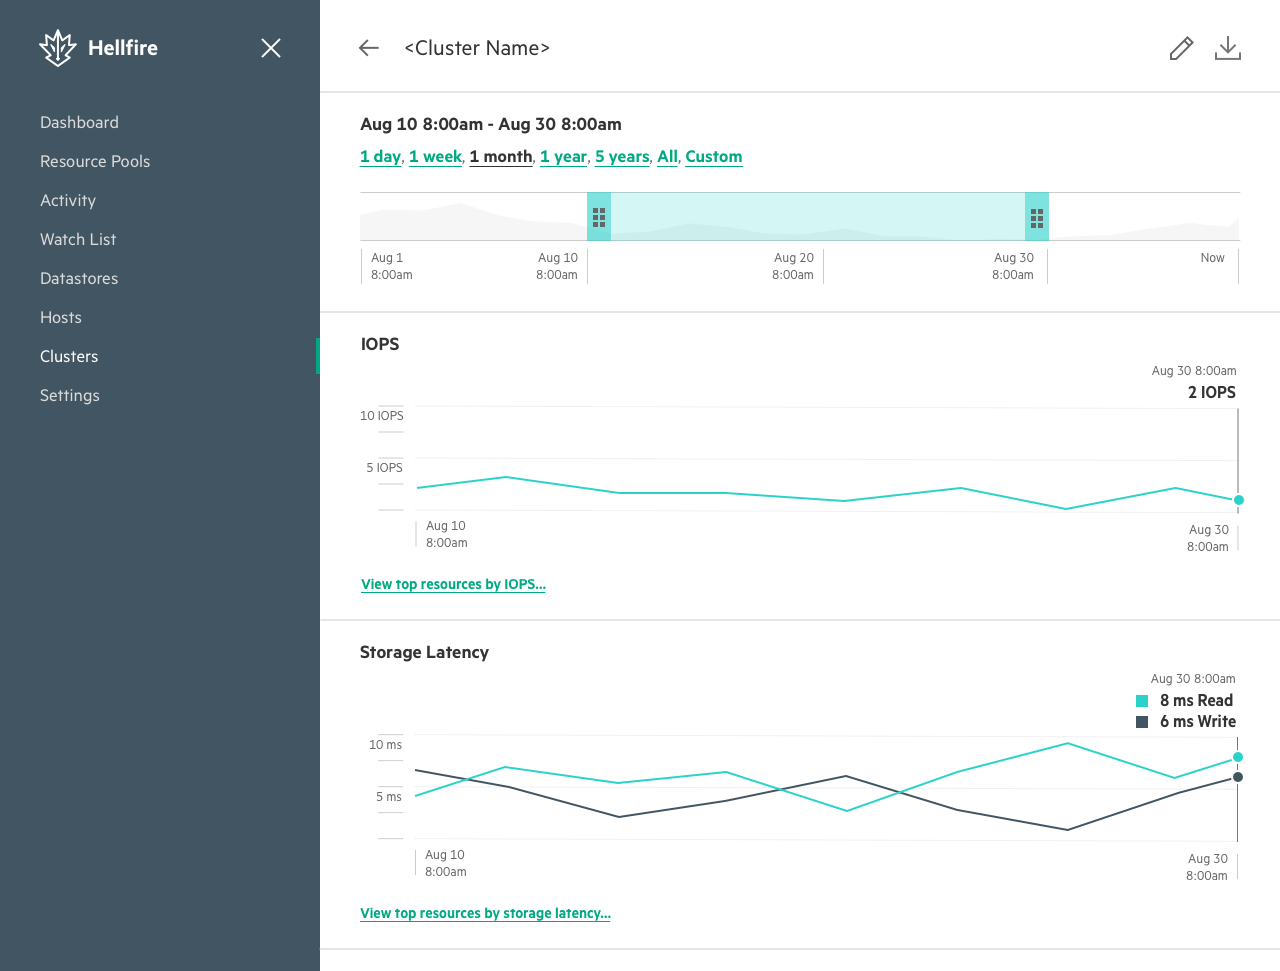 Hellfire
Dashboard
Resource Pools
Activity
Watch List
Datastores
Hosts
Clusters
Settings
<Cluster Name>
Aug 10 8:00am - Aug 30 8:00am
1 day, 1 week, 1 month, 1 year, 5 years, All, Custom
Aug 1
8:00am
Aug 10
8:00am
Aug 20
8:00am
Aug 30
8:00am
Now
IOPS
Aug 30 8:00am
2 IOPS
10 IOPS
5 IOPS
Aug 10
8:00am
Aug 30
8:00am
View top resources by IOPS...
Storage Latency
Aug 30 8:00am
8 ms Read
6 ms Write
10 ms
5 ms
Aug 10
8:00am
Aug 30
8:00am
View top resources by storage latency...